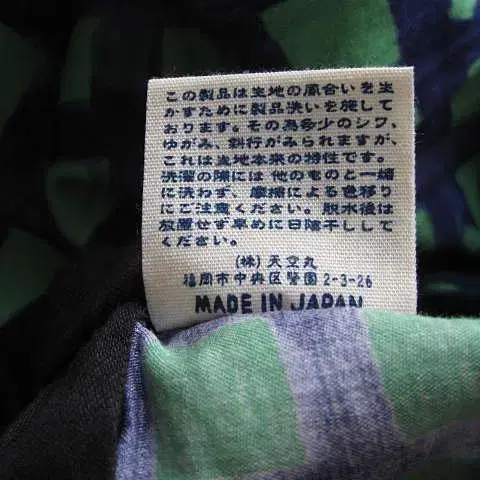 この製品は生地の風合いを生
かすために製品洗いを施して
おります。その為多少のシワ、
ゆがみ、斜行がみられますが、
これは生地本来の特性です。
洗濯の際には他のものと一緒
に洗わず、摩擦による色移り
にご注意ください。脱水後は
放置せず早めに日陰干しして
ください。
(株)天空丸
福岡市中央区警固2-3-26
MADE IN JAPAN